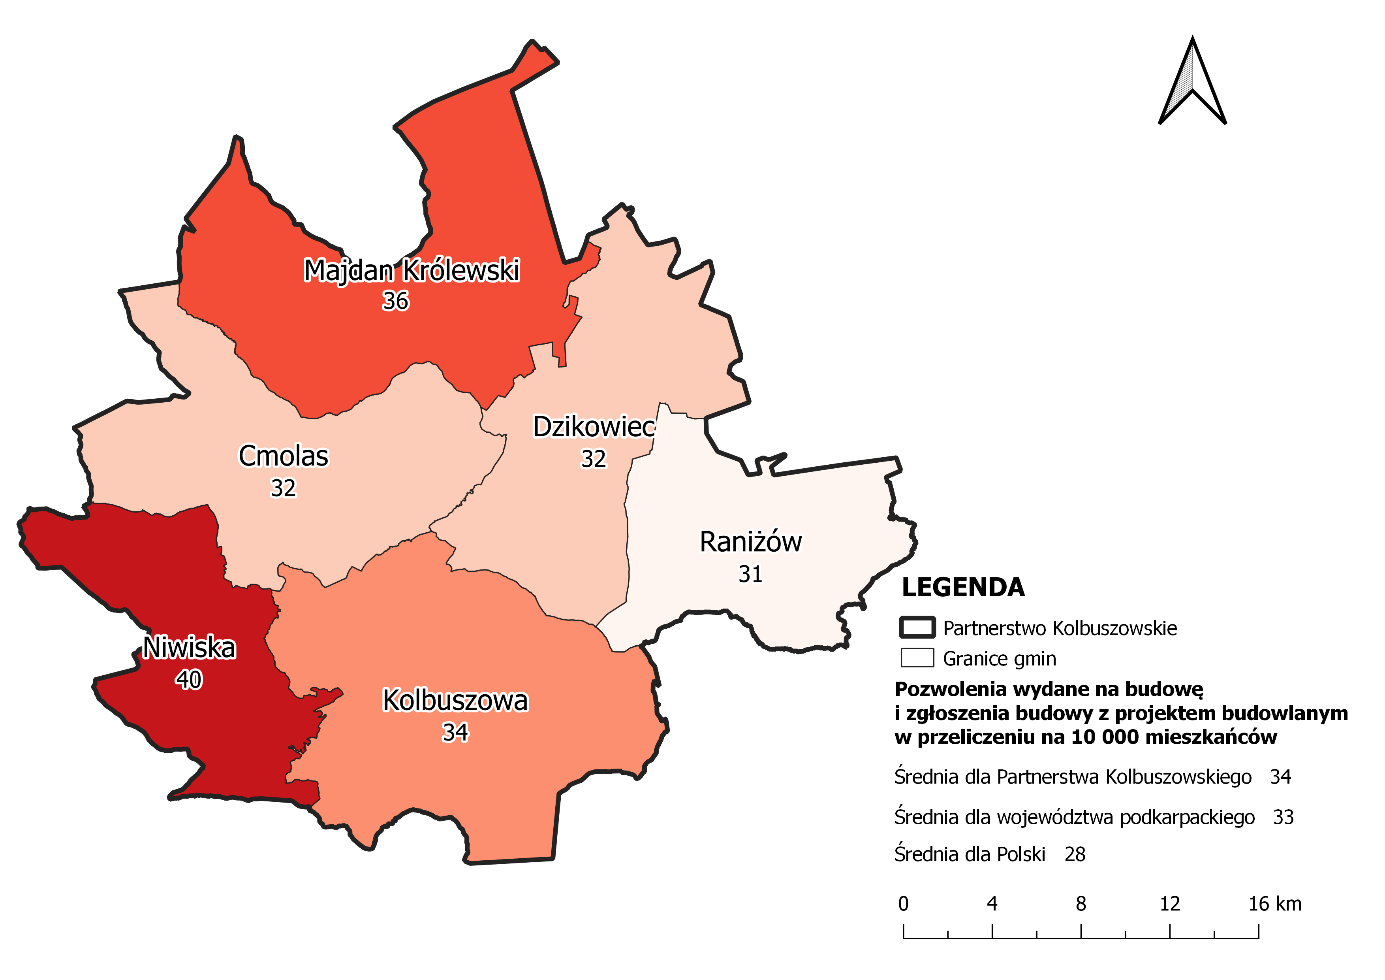 Majdan Królewski
36
Dzikowiec
32
Cmolas
32
Raniżów
31
Niwiska
40
Kolbuszowa
34
LEGENDA
Partnerstwo Kolbuszowskie
Granice gmin
Pozwolenia wydane na budowę
i zgłoszenia budowy z projektem budowlanym
w przeliczeniu na 10 000 mieszkańców
Średnia dla Partnerstwa Kolbuszowskiego 34
Średnia dla województwa podkarpackiego 33
Średnia dla Polski 28
0 4 8 12 16 km